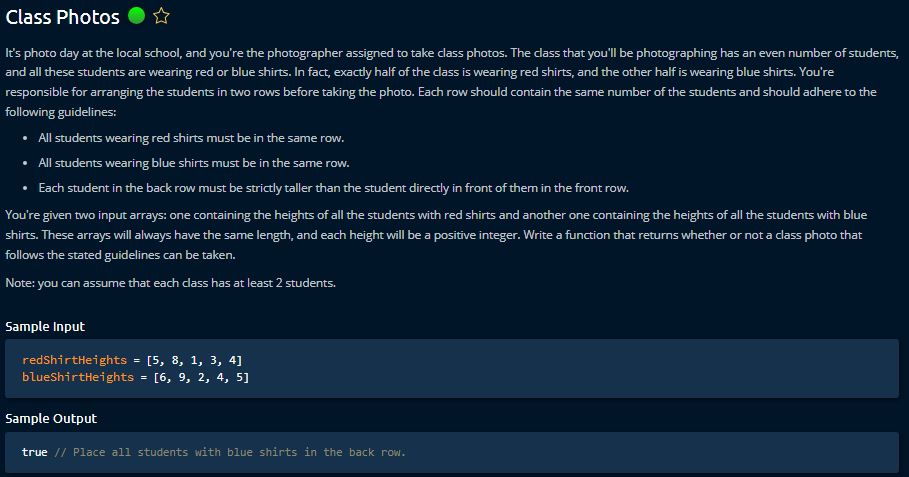 Class Photos
It's photo day at the local school, and you're the photographer assigned to take class photos. The class that you'll be photographing has an even number of students,
and all these students are wearing red or blue shirts. In fact, exactly half of the class is wearing red shirts, and the other half is wearing blue shirts. You're
responsible for arranging the students in two rows before taking the photo. Each row should contain the same number of the students and should adhere to the
following guidelines:
• All students wearing red shirts must be in the same row.
• All students wearing blue shirts must be in the same row.
• Each student in the back row must be strictly taller than the student directly in front of them in the front row.
You're given two input arrays: one containing the heights of all the students with red shirts and another one containing the heights of all the students with blue
shirts. These arrays will always have the same length, and each height will be a positive integer. Write a function that returns whether or not a class photo that
follows the stated guidelines can be taken.
Note: you can assume that each class has at least 2 students.
Sample Input
redShirtHeights = [5, 8, 1, 3, 4]
blueShirtHeights = [6, 9, 2, 4, 5]
Sample Output
true // Place all students with blue shirts in the back row.